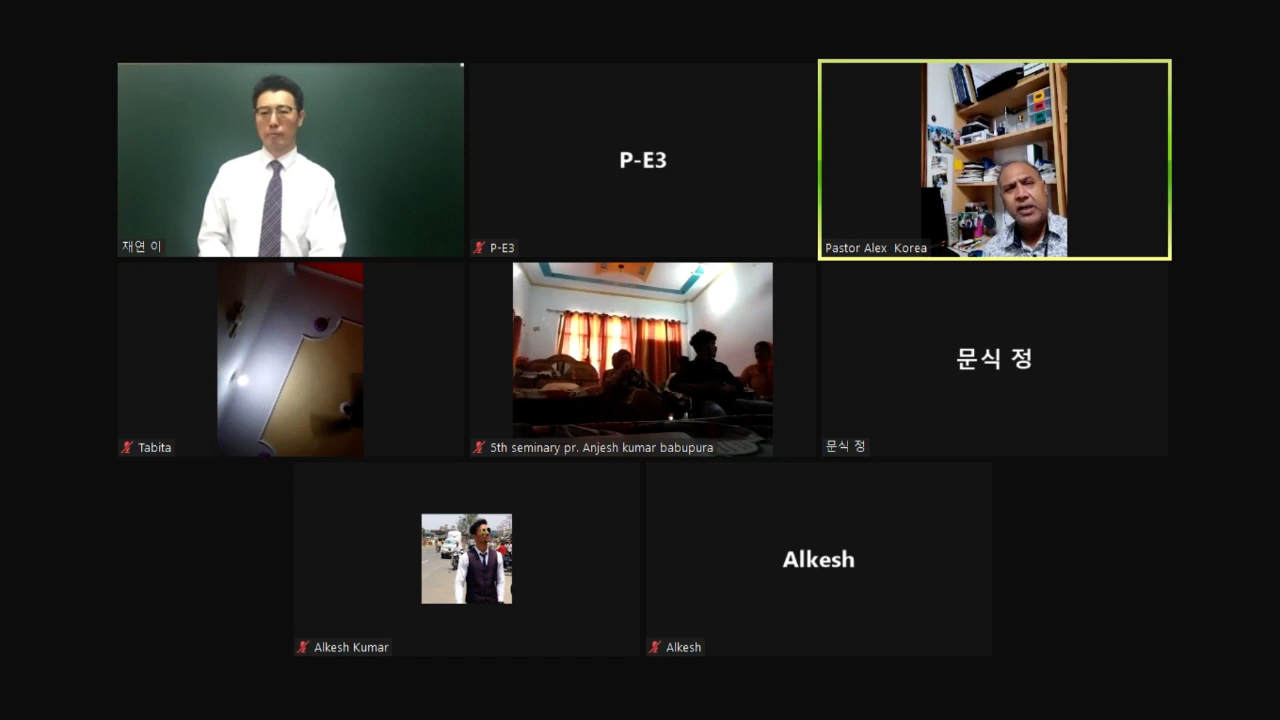 P-E3
재연 이
P-E3
Pastor Alex Korea
문식 정
Tabita
5th seminary pr. Anjesh kumar babupura
문식 정
Alkesh
Alkesh Kumar
Alkesh